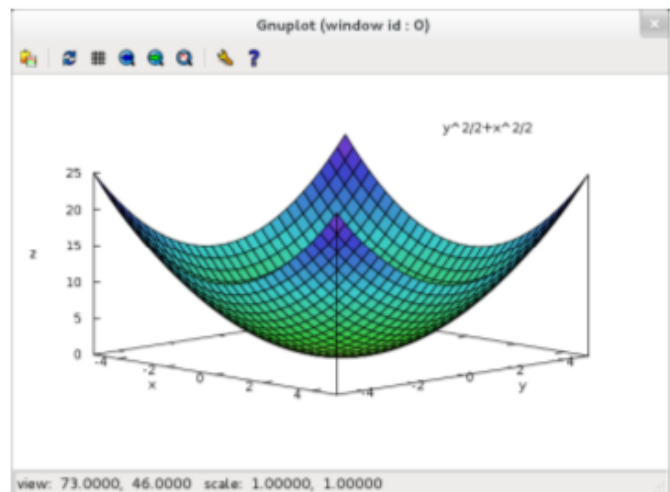 Gnuplot (window id : 0)
y^2/2+x^2/2
25
20
15
10
5
0
z
-4
-2
0
2
4
x
-4
-2
0
2
4
y
view: 73.0000, 46.0000 scale: 1.00000, 1.00000